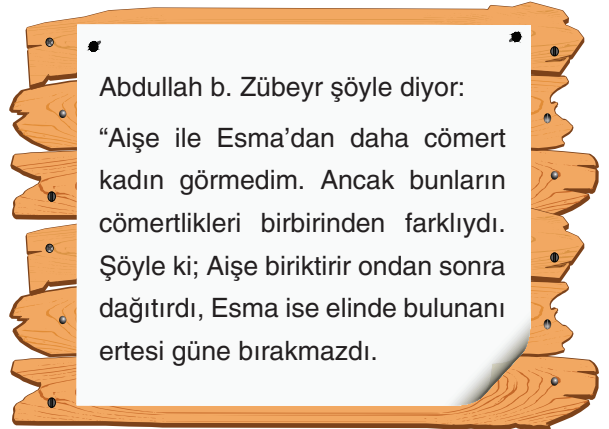 Abdullah b. Zübeyr şöyle diyor:
“Aişe ile Esma’dan daha cömert
kadın görmedim. Ancak bunların
cömertlikleri birbirinden farklıydı.
Şöyle ki; Aişe biriktirir ondan sonra
dağıtırdı, Esma ise elinde bulunanı
ertesi güne bırakmazdı.